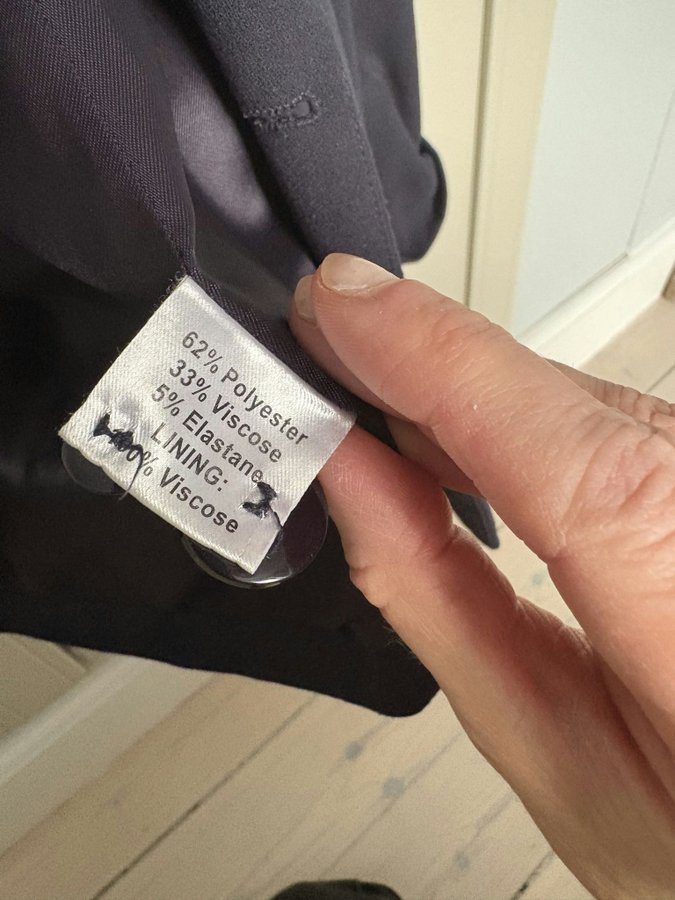 62% Polyester
33% Viscose
5% Elastane
LINING:
% Viscose